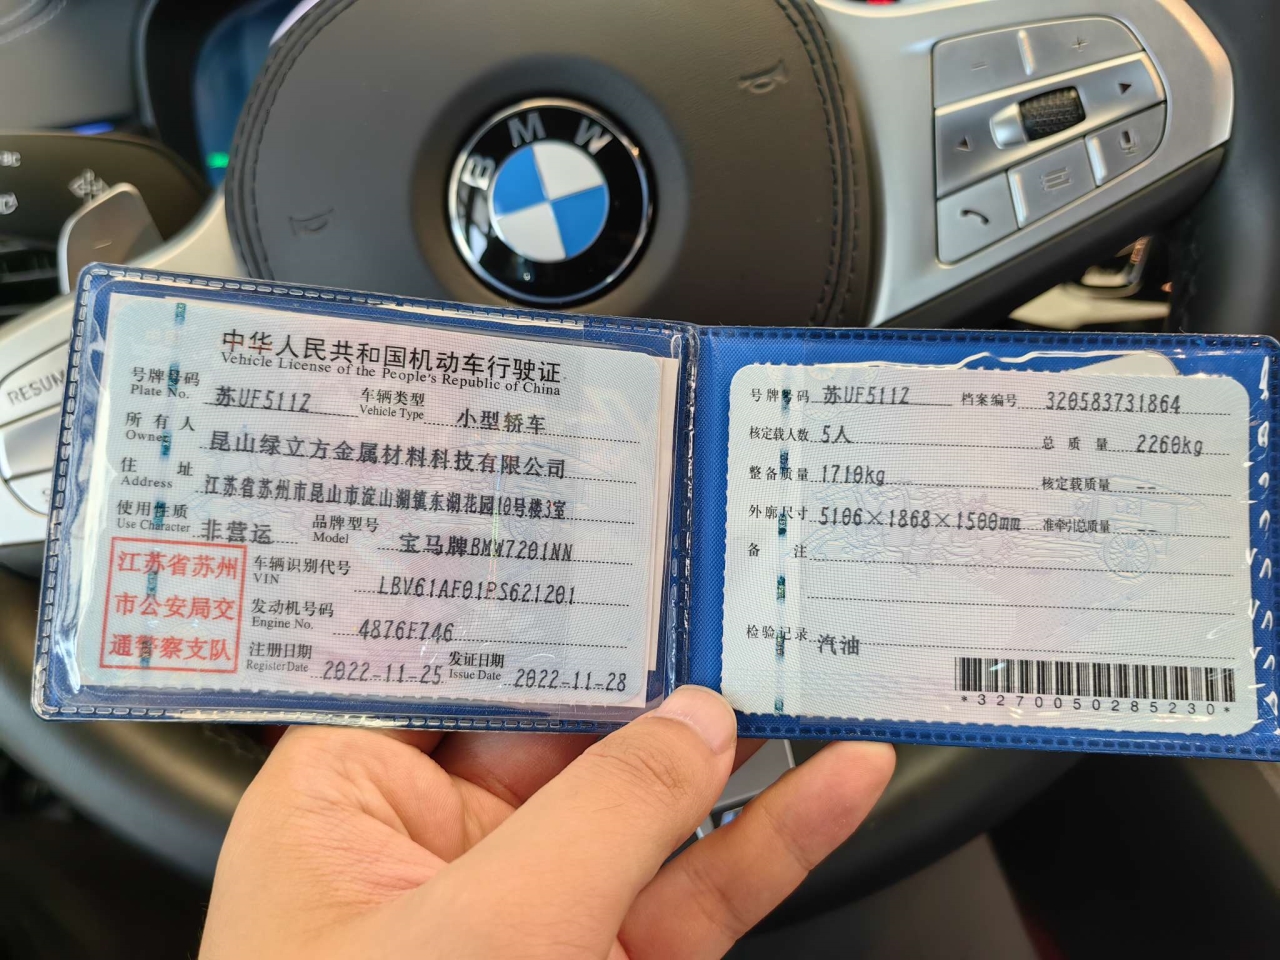 BMW
RESUM
中华人民共和国机动车行驶证
Vehicle License of the People's Republic of China
号牌号码 苏UF511Z 车辆类型 小型轿车
Plate No. Vehicle Type
所有人 昆山绿立方金属材料科技有限公司
Owner
住址 江苏省苏州市昆山市淀山湖镇东湖花园10号楼3室
Address
使用性质 非营运 品牌型号 宝马牌BMW7201NN
Use Character Model
江苏省苏州
市公安局交
通警察支队
车辆识别代号 LBV61AF01PS621201
VIN
发动机号码 4876F746
Engine No.
注册日期 2022-11-25 发证日期 2022-11-28
Register Date Issue Date
号牌号码 苏UF511Z 档案编号 320583731864
核定载人数 5人 总质量 2260kg
整备质量 1710kg 核定载质量 --
外廓尺寸 5106×1868×1500mm 准牵引总质量 --
备注
检验记录 汽油
*3270050285230*